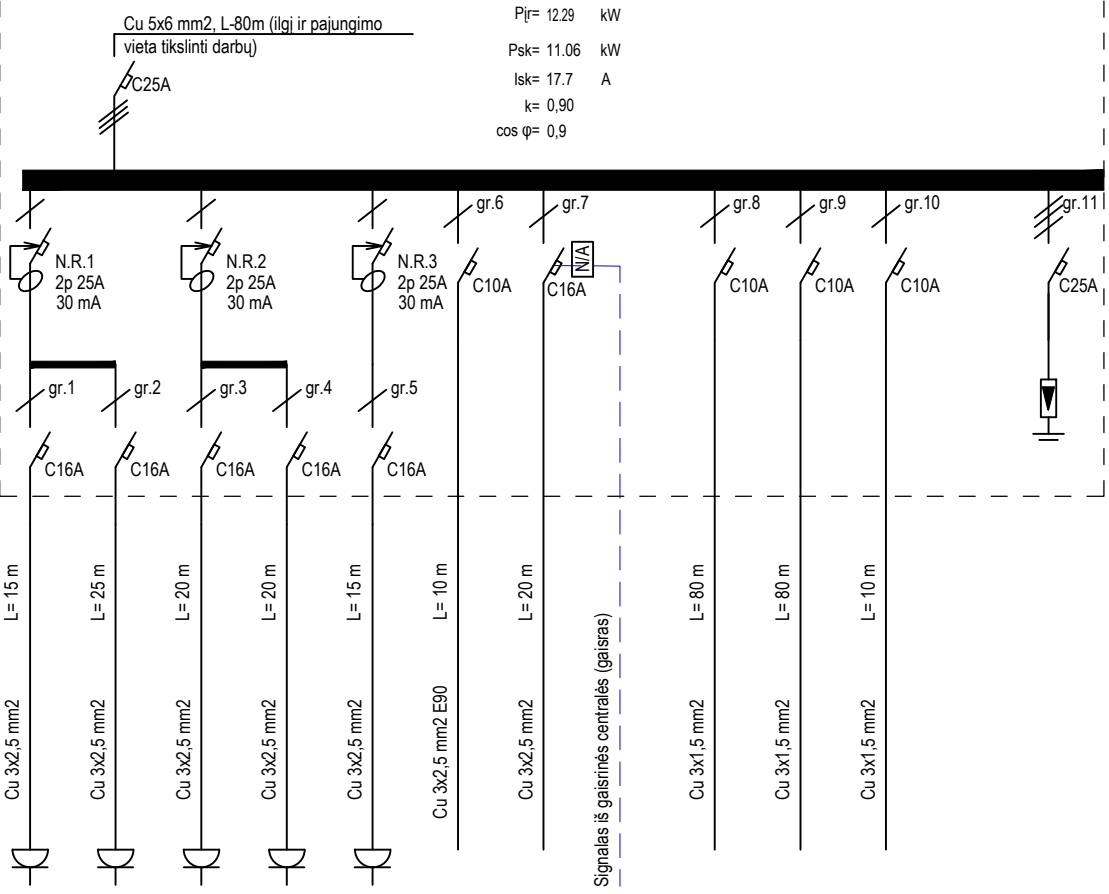 Cu 5x6 mm2, L-80m (ilgį ir pajungimo
vieta tikslinti darbų)
C25A
Pįr= 12.29 kW
Psk= 11.06 kW
Isk= 17.7 A
k= 0,90
cos φ= 0,9
gr.6
gr.7
gr.8
gr.9
gr.10
gr.11
N.R.1
2p 25A
30 mA
N.R.2
2p 25A
30 mA
N.R.3
2p 25A
30 mA
C10A
N/A
C16A
C10A
C10A
C10A
C25A
gr.1
gr.2
gr.3
gr.4
gr.5
C16A
C16A
C16A
C16A
C16A
L= 15 m
L= 25 m
L= 20 m
L= 20 m
L= 15 m
L= 10 m
L= 20 m
L= 80 m
L= 80 m
L= 10 m
Cu 3x2,5 mm2
Cu 3x2,5 mm2
Cu 3x2,5 mm2
Cu 3x2,5 mm2
Cu 3x2,5 mm2
Cu 3x2,5 mm2 E90
Cu 3x2,5 mm2
Signalas iš gaisrinės centralės (gaisras)
Cu 3x1,5 mm2
Cu 3x1,5 mm2
Cu 3x1,5 mm2